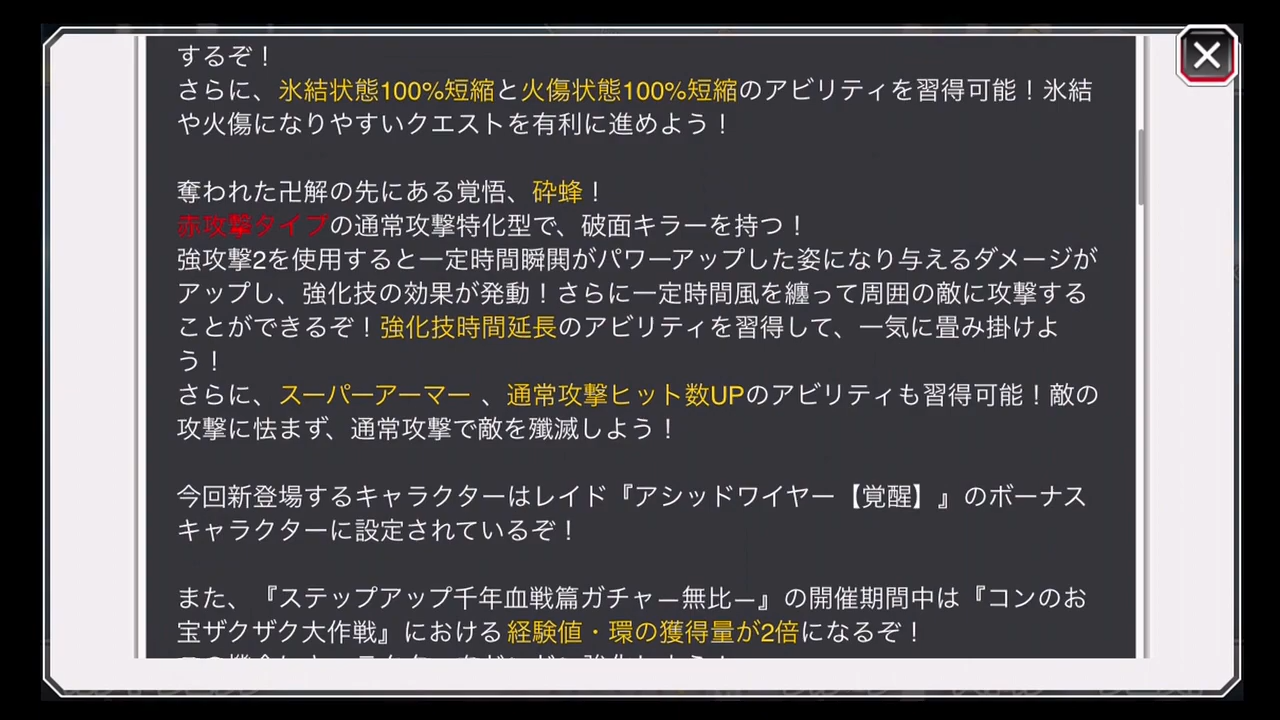 するぞ！
さらに、氷結状態100%短縮と火傷状態100%短縮のアビリティを習得可能！氷結
や火傷になりやすいクエストを有利に進めよう！
奪われた卍解の先にある覚悟、砕蜂！
赤攻撃タイプの通常攻撃特化型で、破面キラーを持つ！
強攻撃2を使用すると一定時間瞬閧がパワーアップした姿になり与えるダメージが
アップし、強化技の効果が発動！さらに一定時間風を纏って周囲の敵に攻撃する
ことができるぞ！強化技時間延長のアビリティを習得して、一気に畳み掛けよ
う！
さらに、スーパーアーマー 、通常攻撃ヒット数UPのアビリティも習得可能！敵の
攻撃に怯まず、通常攻撃で敵を殲滅しよう！
今回新登場するキャラクターはレイド『アシッドワイヤー【覚醒】』のボーナス
キャラクターに設定されているぞ！
また、『ステップアップ千年血戦篇ガチャ―無比―』の開催期間中は『コンのお
宝ザクザク大作戦』における経験値・環の獲得量が2倍になるぞ！